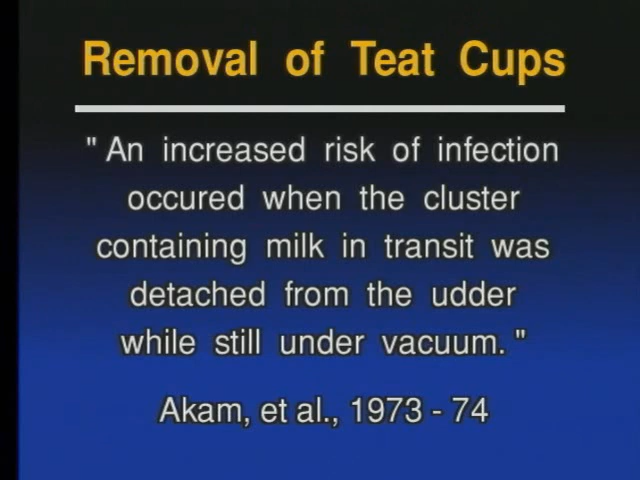 Removal of Teat Cups
" An increased risk of infection
occured when the cluster
containing milk in transit was
detached from the udder
while still under vacuum. "
Akam, et al., 1973 - 74